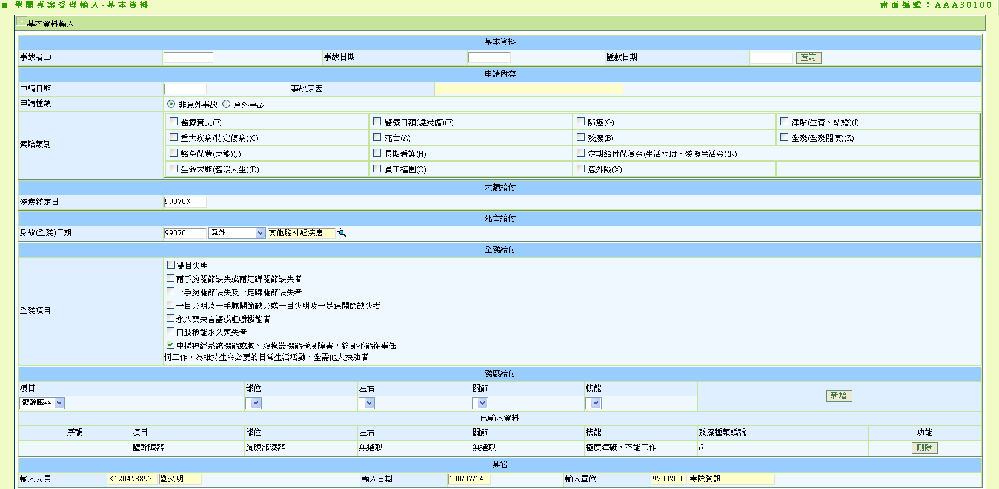 學團專案受理輸入-基本資料 畫面編號：AAA30100
基本資料輸入
基本資料
事故者ID 事故日期 匯款日期 查詢
申請內容
申請日期 事故原因
申請種類 非意外事故 意外事故
索賠類別
醫療實支(F) 醫療日額(燒燙傷)(E) 防癌(G) 津貼(生育、結婚)(I)
重大疾病(特定傷病)(C) 死亡(A) 殘廢(B) 全殘(全殘關懷)(K)
豁免保費(失能)(J) 長期看護(H) 定期給付保險金(生活扶助、殘廢生活金)(N)
生命末期(溫暖人生)(D) 員工福團(O) 意外險(X)
大額給付
殘疾鑑定日 990703
死亡給付
身故(全殘)日期 990701 意外 其他腦神經疾患
全殘給付
全殘項目
雙目失明
兩手腕關節缺失或兩足踝關節缺失者
一手腕關節缺失及一足踝關節缺失者
一目失明及一手腕關節缺失或一目失明及一足踝關節缺失者
永久喪失言語或咀嚼機能者
四肢機能永久喪失者
中樞神經系統機能或胸、腹臟器機能極度障害，終身不能從事任
何工作，為維持生命必要的日常生活活動，全需他人扶助者
殘廢給付
項目 部位 左右 關節 機能
體幹臟器 新增
已輸入資料
序號 項目 部位 左右 關節 機能 殘廢種類編號 功能
1 體幹臟器 胸腹部臟器 無選取 無選取 極度障礙，不能工作 6 刪除
其它
輸入人員 K120458897 劉文明 輸入日期 100/07/14 輸入單位 9200200 壽險資訊二